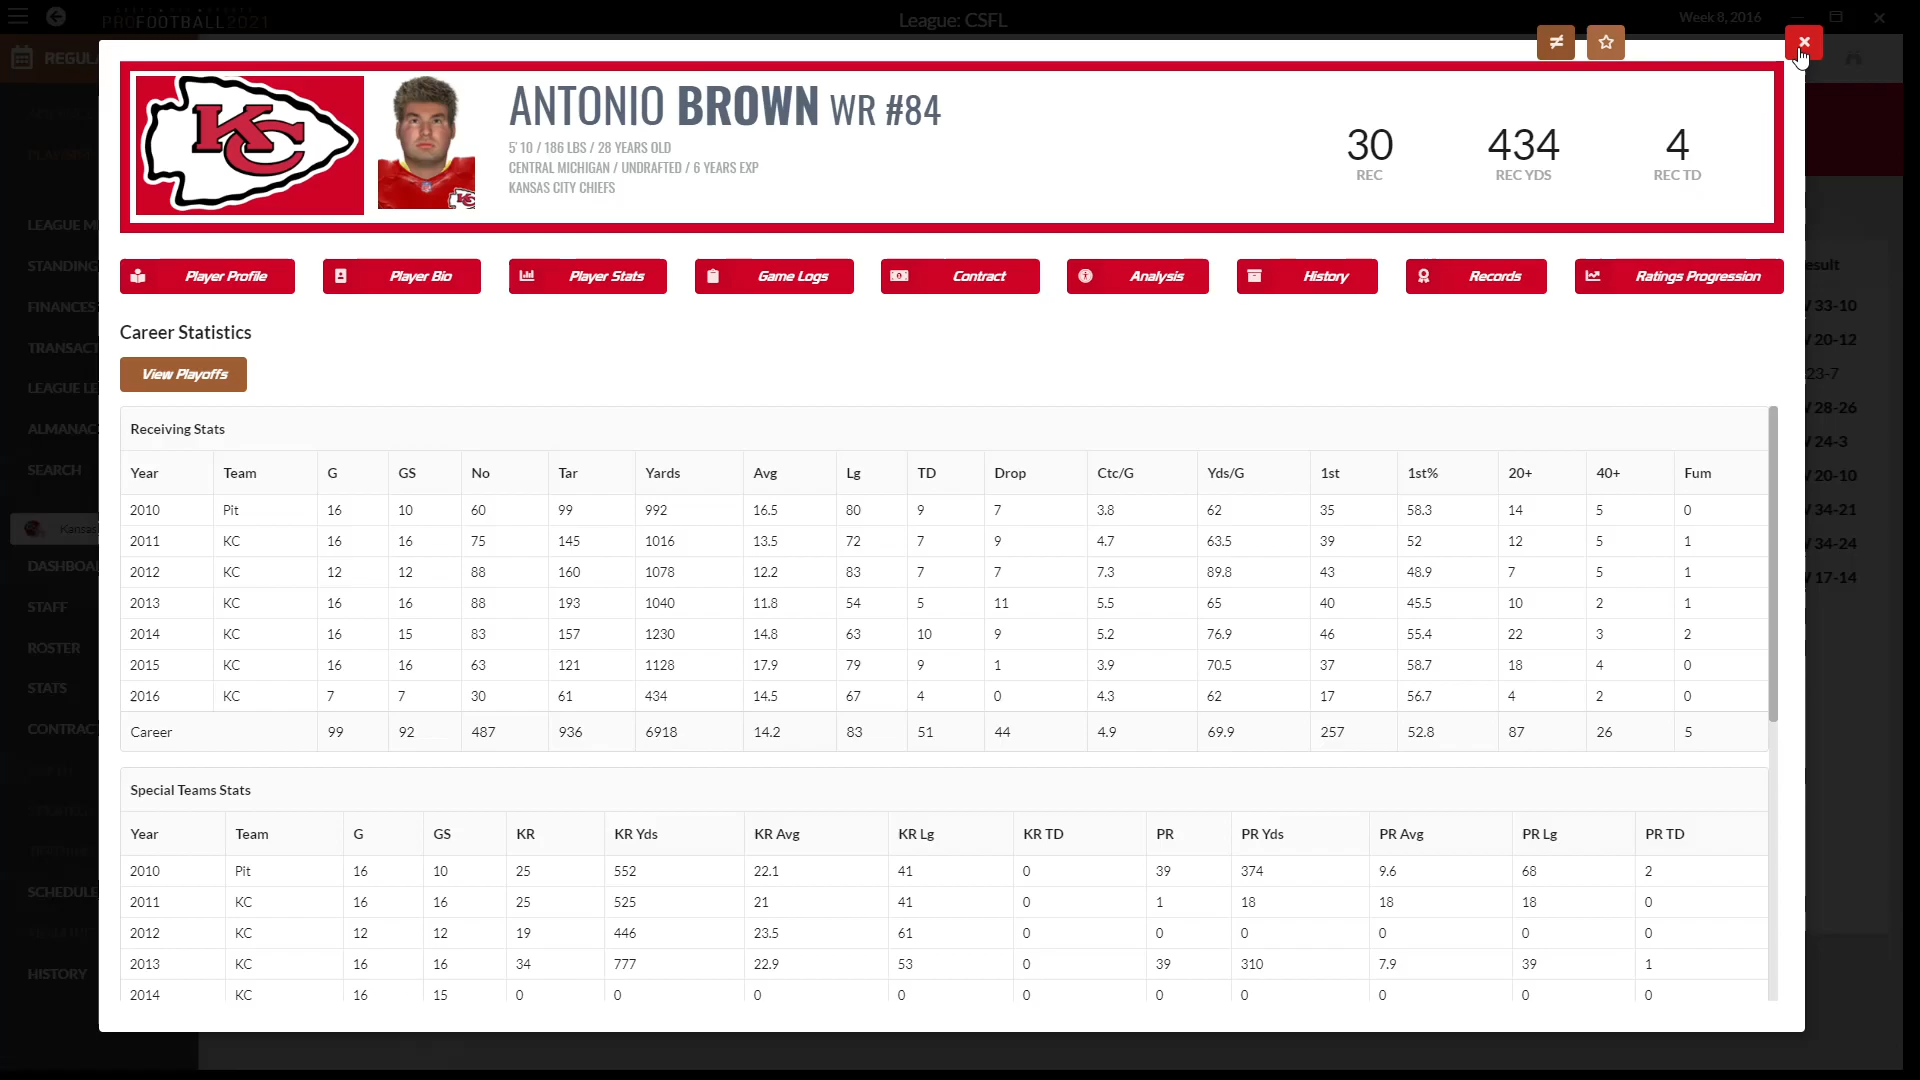 PROFOOTBALL2021
League: CSFL
Week 8, 2016
REGUL
ANTONIO BROWN WR #84
5' 10 / 186 LBS / 28 YEARS OLD
CENTRAL MICHIGAN / UNDRAFTED / 6 YEARS EXP
KANSAS CITY CHIEFS
30
REC
434
REC YDS
4
REC TD
KC
Player Profile
Player Bio
Player Stats
Game Logs
Contract
Analysis
History
Records
Ratings Progression
Career Statistics
View Playoffs
Receiving Stats
Year Team G GS No Tar Yards Avg Lg TD Drop Ctc/G Yds/G 1st 1st% 20+ 40+ Fum
2010 Pit 16 10 60 99 992 16.5 80 9 7 3.8 62 35 58.3 14 5 0
2011 KC 16 16 75 145 1016 13.5 72 7 9 4.7 63.5 39 52 12 5 1
2012 KC 12 12 88 160 1078 12.2 83 7 7 7.3 89.8 43 48.9 7 5 1
2013 KC 16 16 88 193 1040 11.8 54 5 11 5.5 65 40 45.5 10 2 1
2014 KC 16 15 83 157 1230 14.8 63 10 9 5.2 76.9 46 55.4 22 3 2
2015 KC 16 16 63 121 1128 17.9 79 9 1 3.9 70.5 37 58.7 18 4 0
2016 KC 7 7 30 61 434 14.5 67 4 0 4.3 62 17 56.7 4 2 0
Career 99 92 487 936 6918 14.2 83 51 44 4.9 69.9 257 52.8 87 26 5
Special Teams Stats
Year Team G GS KR KR Yds KR Avg KR Lg KR TD PR PR Yds PR Avg PR Lg PR TD
2010 Pit 16 10 25 552 22.1 41 0 39 374 9.6 68 2
2011 KC 16 16 25 525 21 41 0 1 18 18 18 0
2012 KC 12 12 19 446 23.5 61 0 0 0 0 0 0
2013 KC 16 16 34 777 22.9 53 0 39 310 7.9 39 1
2014 KC 16 15 0 0 0 0 0 0 0 0 0 0
LEAGUE M
STANDING
FINANCES
TRANSACT
LEAGUE LE
ALMANAC
SEARCH
Kansas
DASHBOA
STAFF
ROSTER
STATS
CONTRACT
SCHEDULE
HISTORY
esult
33-10
20-12
23-7
28-26
24-3
20-10
34-21
34-24
17-14